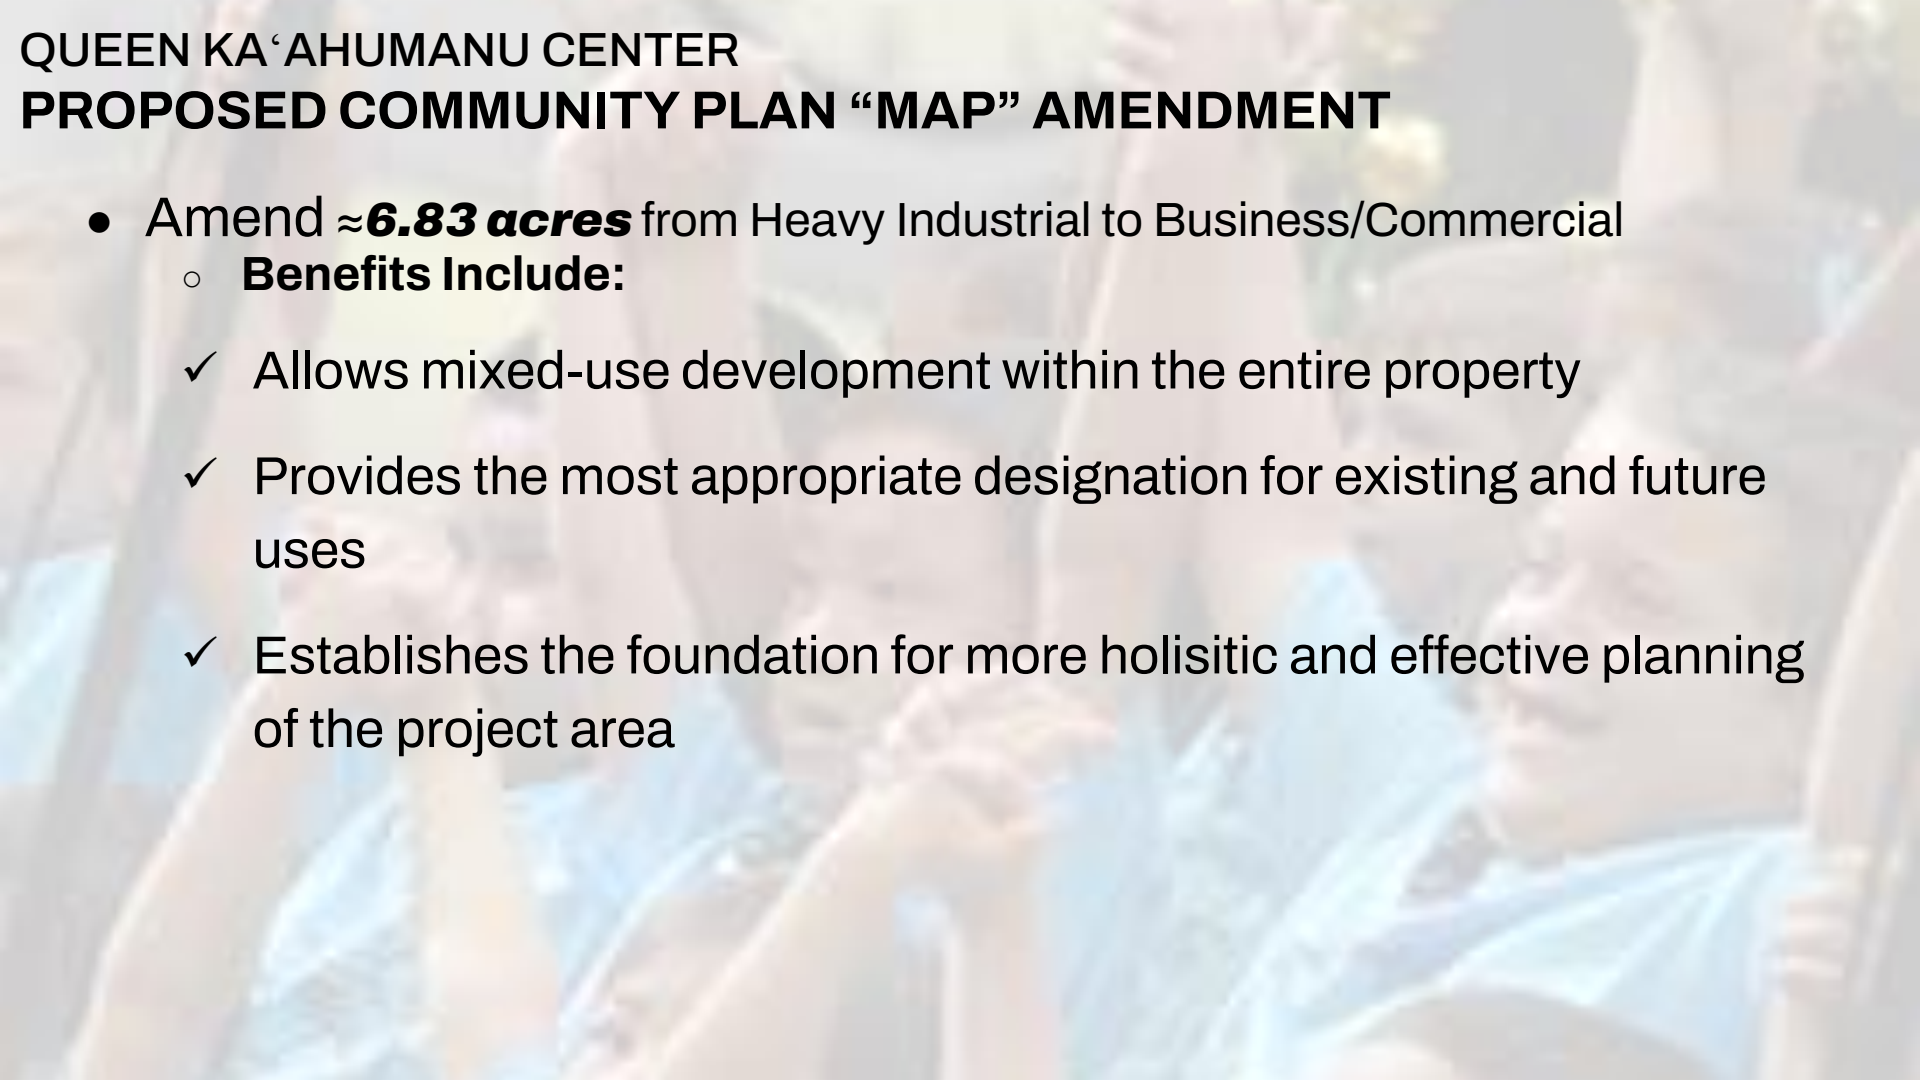 QUEEN KAʻAHUMANU CENTER
PROPOSED COMMUNITY PLAN “MAP” AMENDMENT
● Amend ≈6.83 acres from Heavy Industrial to Business/Commercial
○ Benefits Include:
✓ Allows mixed-use development within the entire property
✓ Provides the most appropriate designation for existing and future
uses
✓ Establishes the foundation for more holisitic and effective planning
of the project area